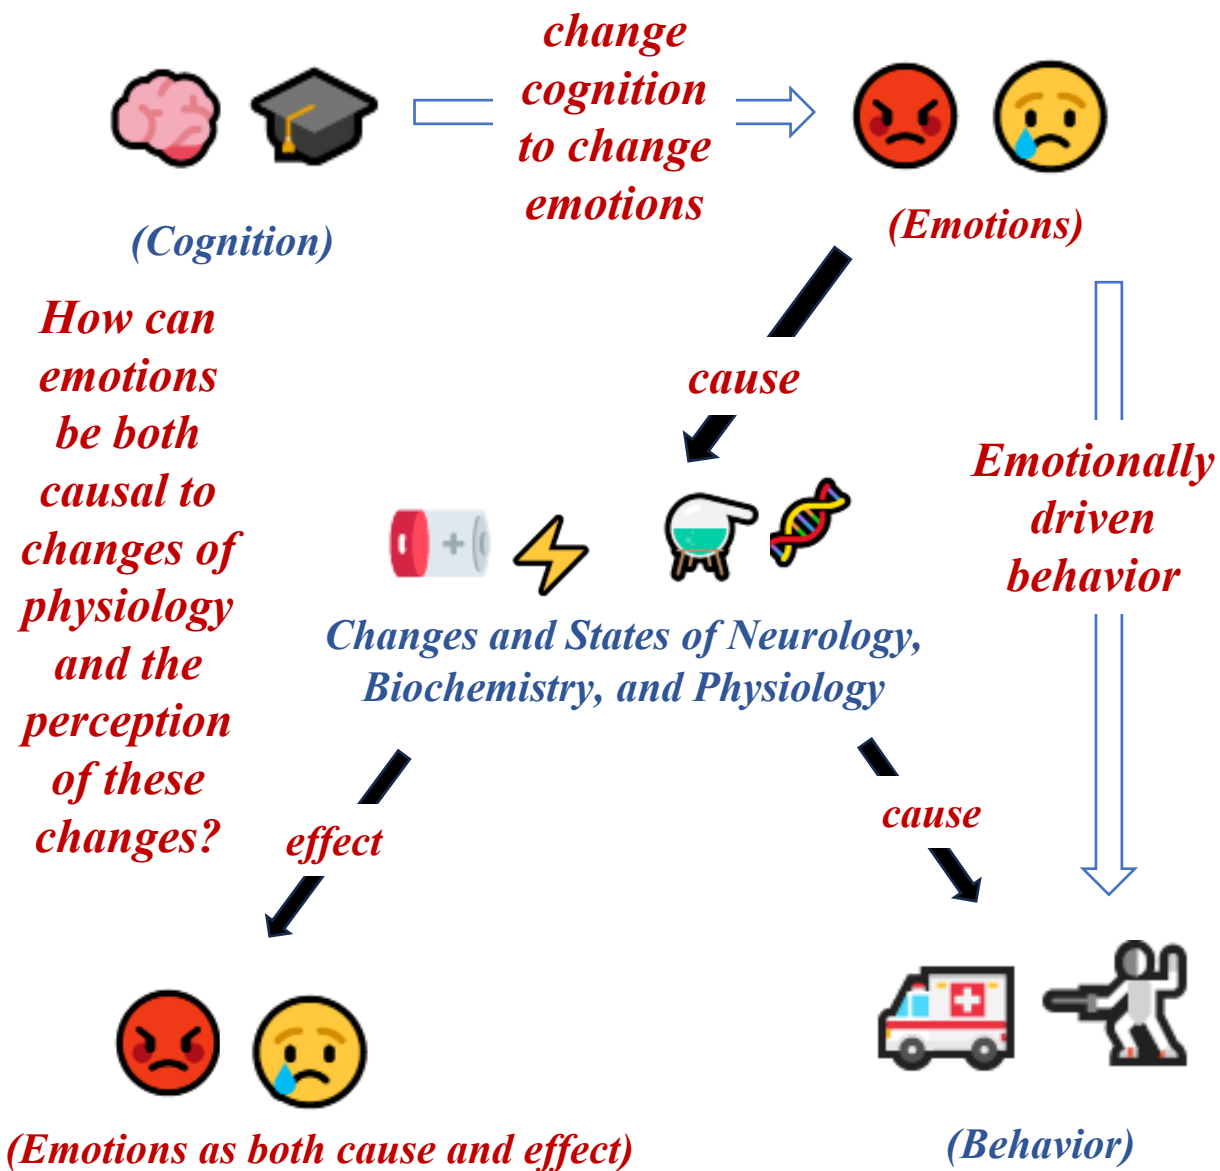 change
cognition
to change
emotions
(Cognition)
(Emotions)
How can
emotions
be both
causal to
changes of
physiology
and the
perception
of these
changes?
cause
Emotionally
driven
behavior
Changes and States of Neurology,
Biochemistry, and Physiology
effect
cause
(Emotions as both cause and effect)
(Behavior)